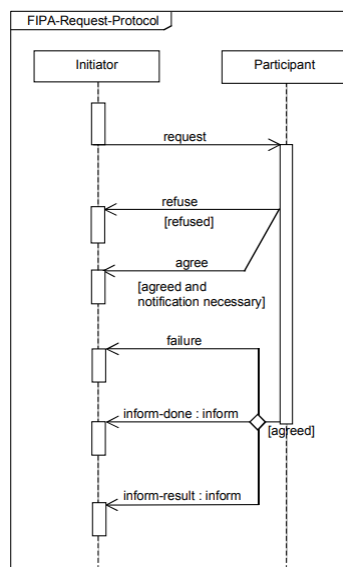 FIPA-Request-Protocol
Initiator
Participant
request
refuse
[refused]
agree
[agreed and
notification necessary]
failure
inform-done : inform
[agreed]
inform-result : inform